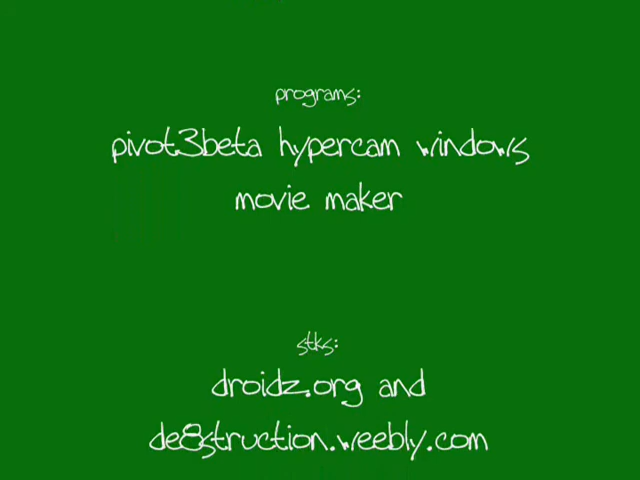 programs:
pivot3beta hypercam windows
movie maker
stks:
droidz.org and
de8struction.weebly.com